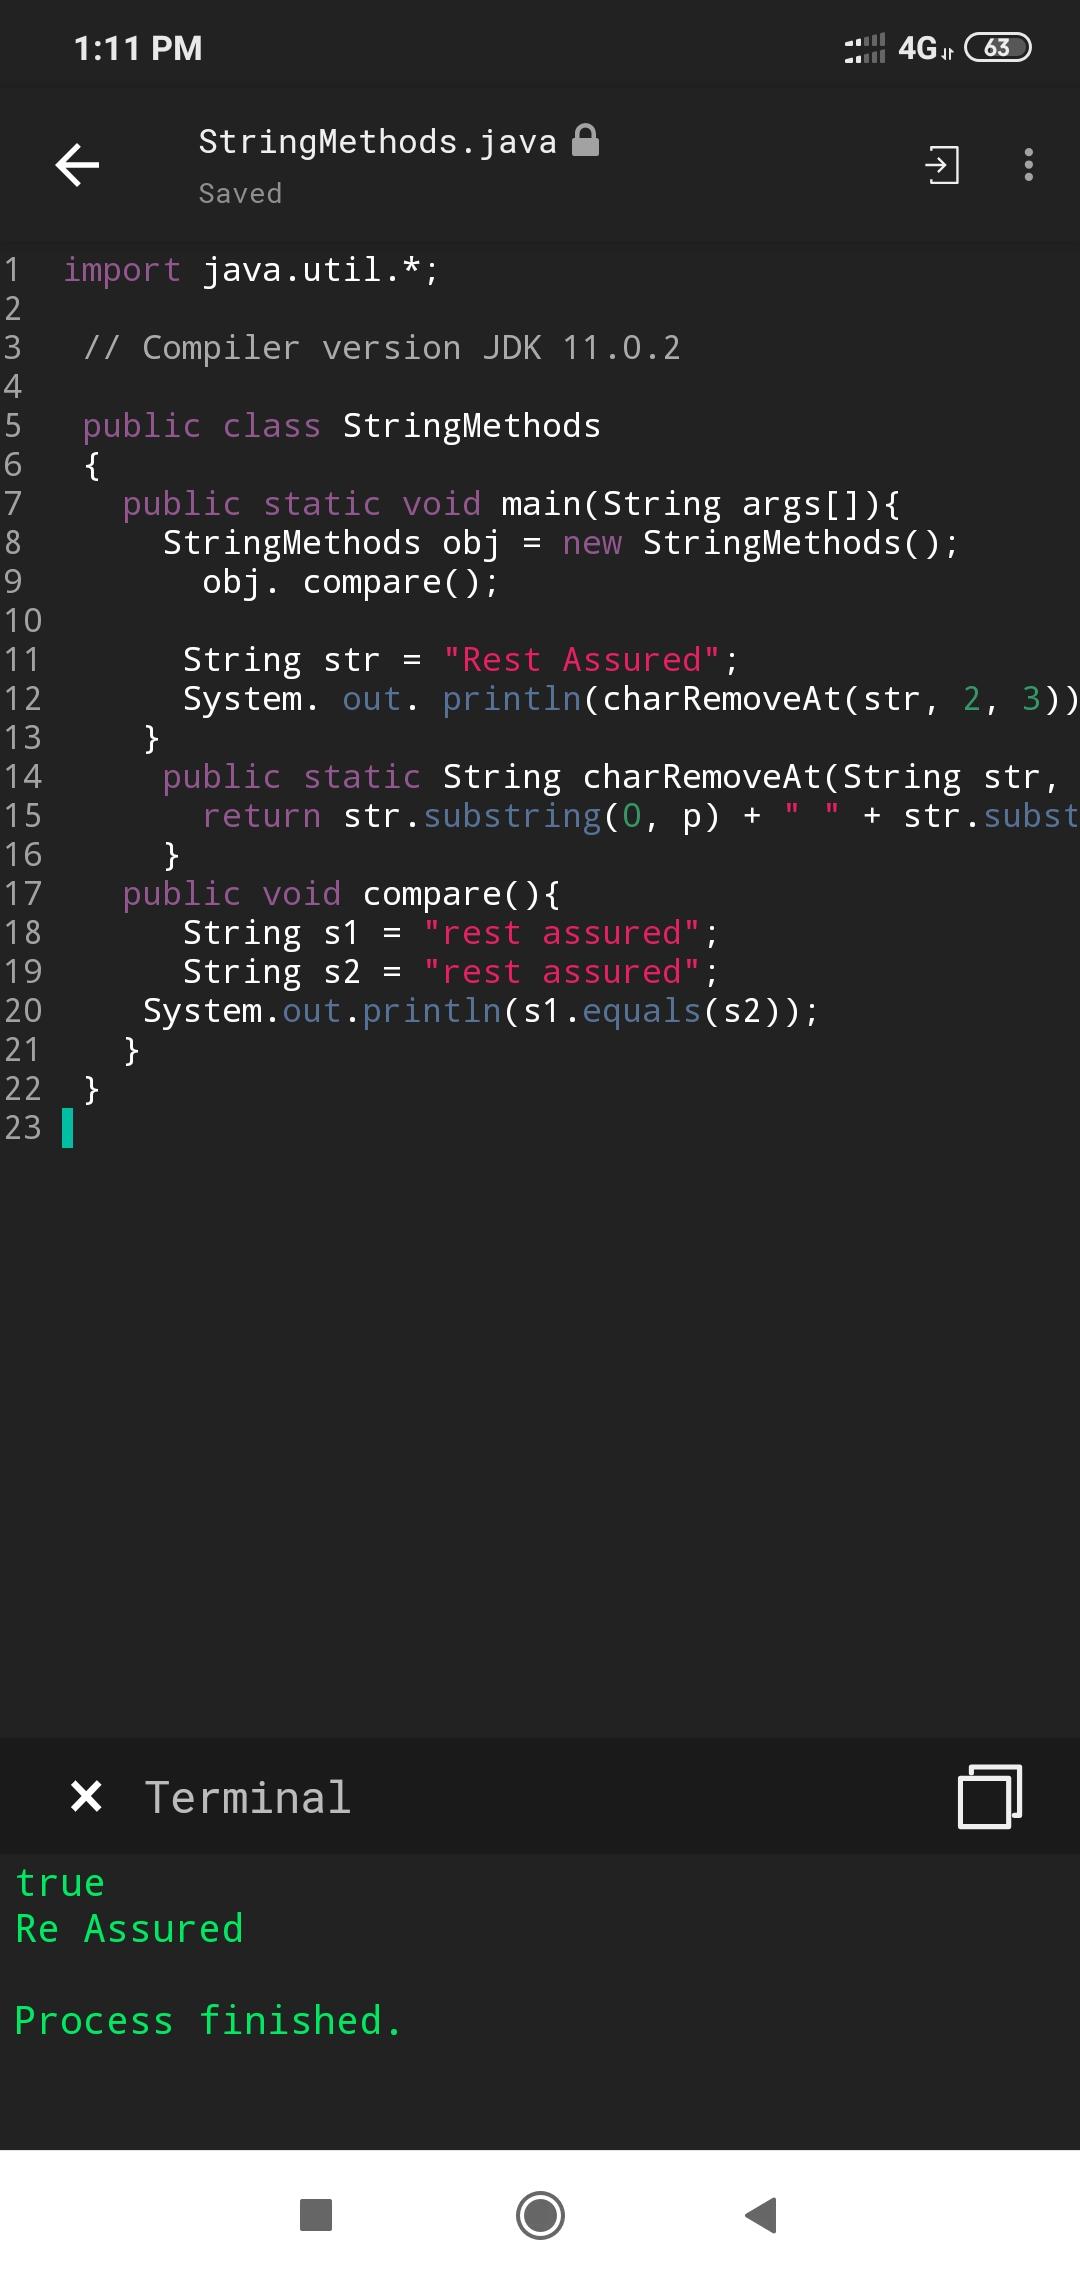 1:11 PM 4G 63
StringMethods.java
Saved
1 import java.util.*;
2
3 // Compiler version JDK 11.0.2
4
5 public class StringMethods
6 {
7 public static void main(String args[]){
8 StringMethods obj = new StringMethods();
9 obj. compare();
10
11 String str = "Rest Assured";
12 System. out. println(charRemoveAt(str, 2, 3))
13 }
14 public static String charRemoveAt(String str,
15 return str.substring(0, p) + " " + str.subst
16 }
17 public void compare(){
18 String s1 = "rest assured";
19 String s2 = "rest assured";
20 System.out.println(s1.equals(s2));
21 }
22 }
23
× Terminal
true
Re Assured
Process finished.